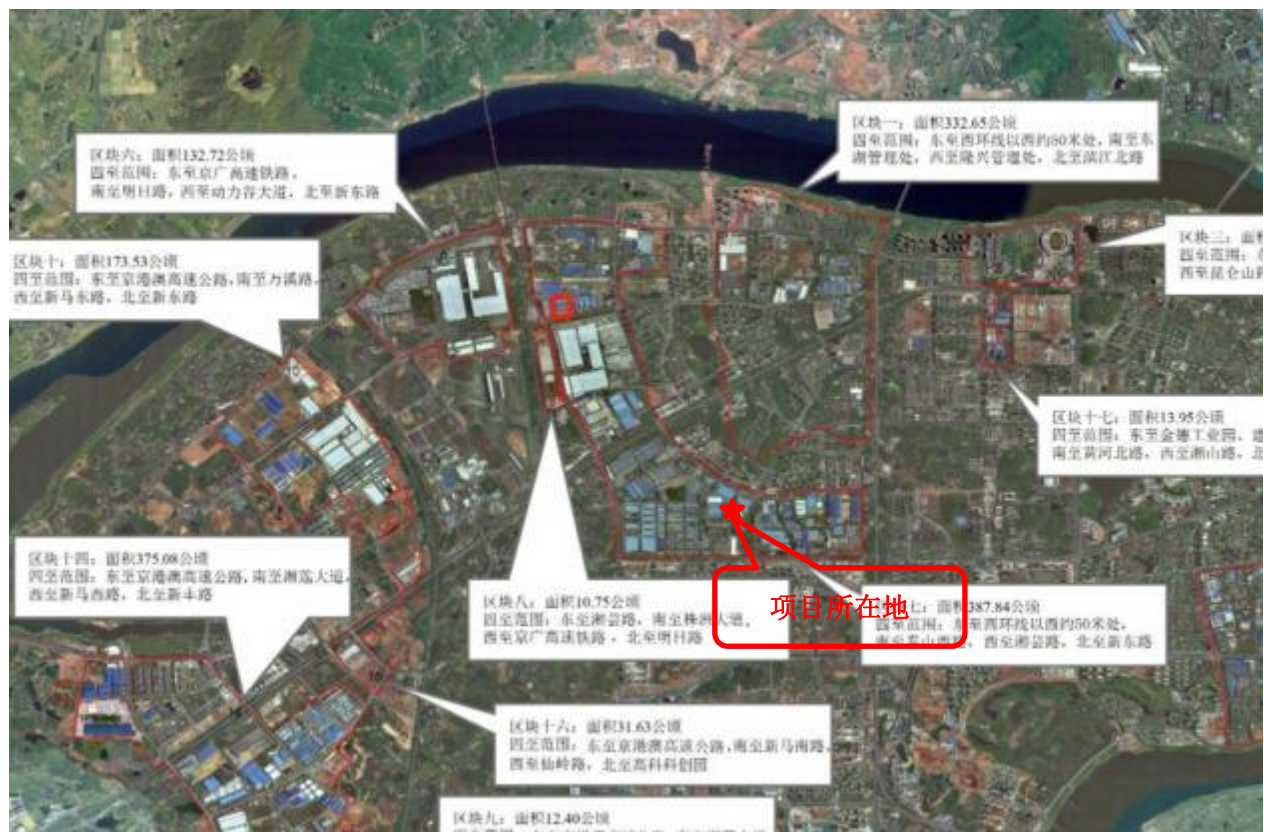 区块一：面积332.65公顷
四至范围：东至西环线以西约50米处，南至东
湖管理处，西至隆兴管理处，北至滨江北路
区块六：面积132.72公顷
四至范围：东至京广高速铁路，
南至明日路，西至动力谷大道，北至新东路
区块三：面积
四至范围：
西至昆仑山路
区块十：面积173.53公顷
四至范围：东至京港澳高速公路，南至万溪路，
西至新马东路，北至新东路
10
区块十七：面积13.95公顷
四至范围：东至金德工业园、
南至黄河北路，西至湘山路，北
区块十四：面积375.08公顷
四至范围：东至京港澳高速公路，南至湘莲大道，
西至新马西路，北至新丰路
区块八：面积10.75公顷
四至范围：东至湘芸路，南至株洲大道，
西至京广高速铁路，北至明日路
项目所在地
七：面积387.84公顷
四至范围：东至西环线以西约50米处，
西至湘芸路，北至新东路
10
区块十六：面积31.63公顷
四至范围：东至京港澳高速公路，南至新马南路，
西至仙岭路，北至高科科创园
区块九：面积12.40公顷